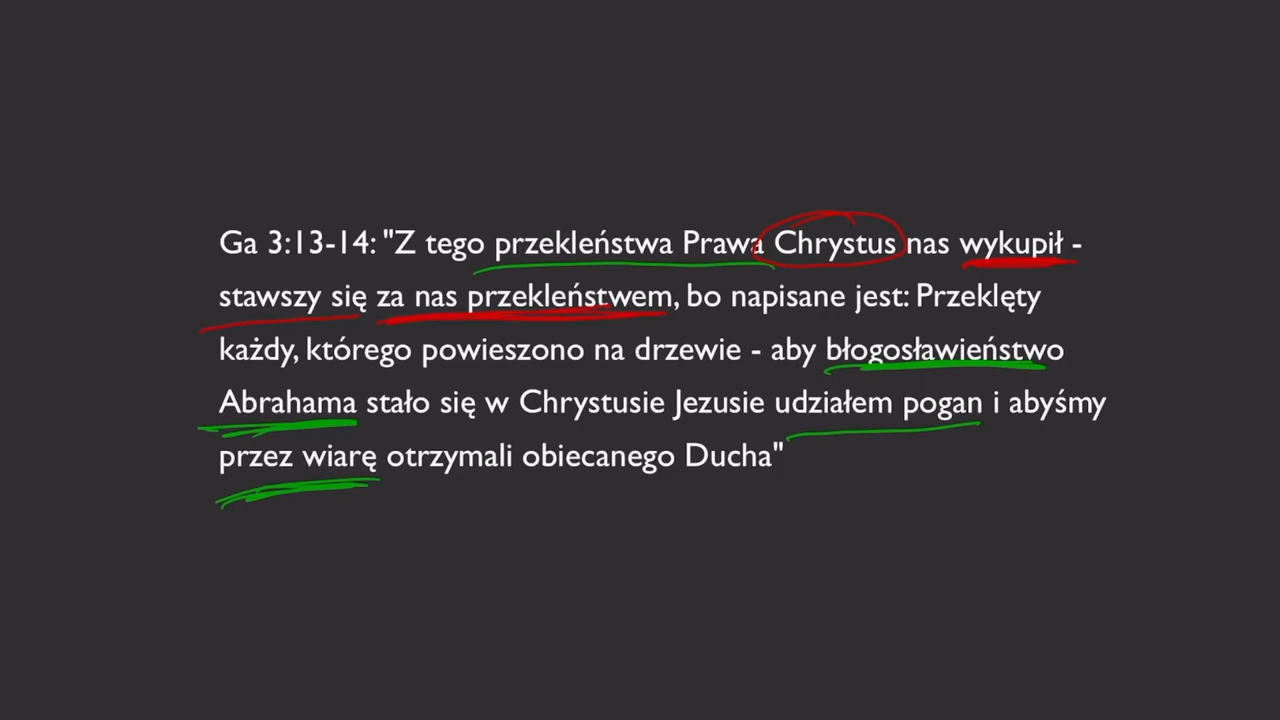 Ga 3:13-14: "Z tego przekleństwa Prawa Chrystus nas wykupił -
stawszy się za nas przekleństwem, bo napisane jest: Przeklęty
każdy, którego powieszono na drzewie - aby błogosławieństwo
Abrahama stało się w Chrystusie Jezusie udziałem pogan i abyśmy
przez wiarę otrzymali obiecanego Ducha"